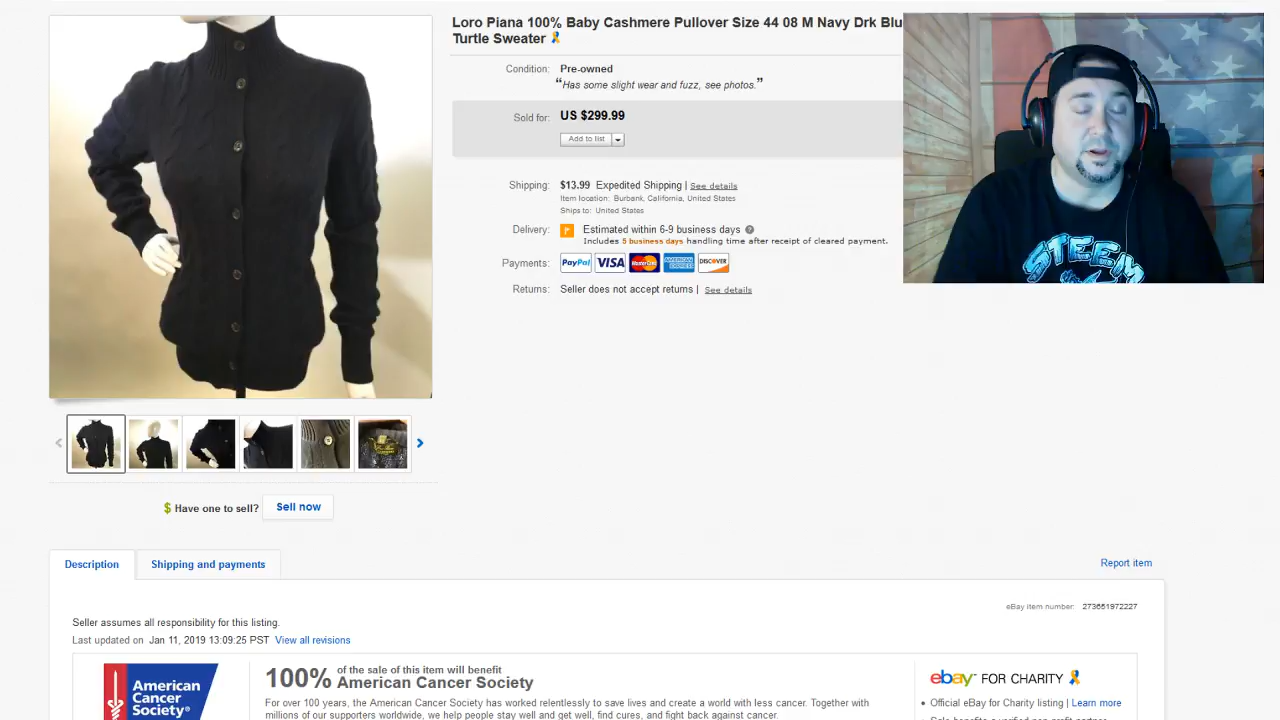 Loro Piana 100% Baby Cashmere Pullover Size 44 08 M Navy Drk Blu
Turtle Sweater
Condition: Pre-owned
“Has some slight wear and fuzz, see photos.”
Sold for: US $299.99
Add to list
Shipping: $13.99 Expedited Shipping | See details
Item location: Burbank, California, United States
Ships to: United States
Delivery: Estimated within 6-9 business days
Includes 5 business days handling time after receipt of cleared payment.
Payments: PayPal VISA MasterCard AMERICAN EXPRESS DISCOVER
Returns: Seller does not accept returns | See details
STEEM
$ Have one to sell? Sell now
Description Shipping and payments Report item
eBay item number: 273651972227
Seller assumes all responsibility for this listing.
Last updated on Jan 11, 2019 13:09:25 PST View all revisions
American
Cancer
Society®
100% of the sale of this item will benefit
American Cancer Society
For over 100 years, the American Cancer Society has worked relentlessly to save lives and create a world with less cancer. Together with
millions of our supporters worldwide, we help people stay well and get well, find cures, and fight back against cancer.
ebay™ FOR CHARITY
• Official eBay for Charity listing | Learn more